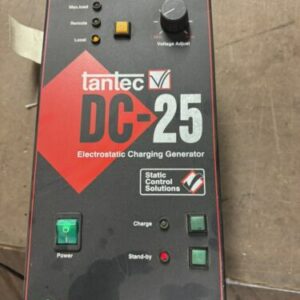 Max.load
Remote
Local
Voltage Adjust
tantec
DC-25
Electrostatic Charging Generator
Static
Control
Solutions
Charge
Power
Stand-by